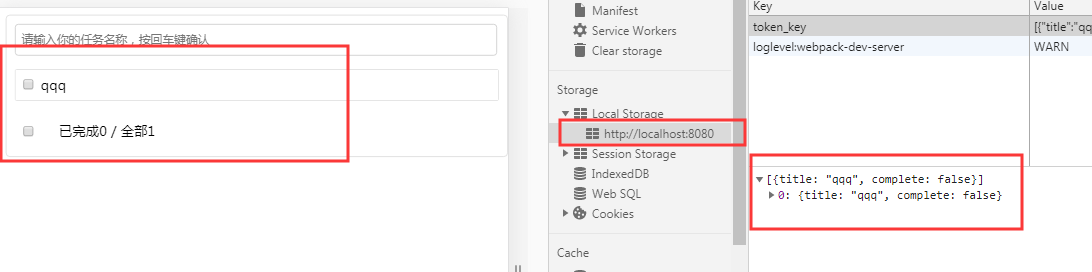 请输入你的任务名称，按回车键确认
qqq
已完成0 / 全部1
Manifest
Service Workers
Clear storage
Storage
Local Storage
http://localhost:8080
Session Storage
IndexedDB
Web SQL
Cookies
Cache
Key Value
token_key [{"title":"qq
loglevel:webpack-dev-server WARN
[{title: "qqq", complete: false}]
0: {title: "qqq", complete: false}